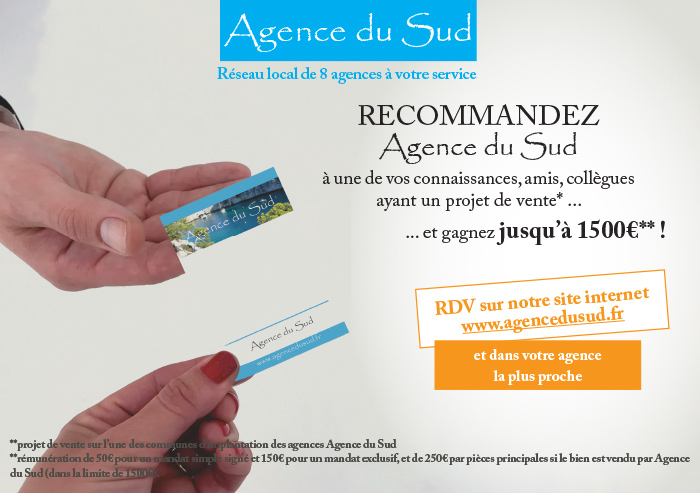 Agence du Sud
Réseau local de 8 agences à votre service
RECOMMANDEZ
Agence du Sud
à une de vos connaissances, amis, collègues
ayant un projet de vente* ...
... et gagnez jusqu'à 1500€** !
Agence du Sud
RDV sur notre site internet
www.agencedusud.fr
Agence du Sud
www.agencedusud.fr
et dans votre agence
la plus proche
**projet de vente sur l'une des communes d'implantation des agences Agence du Sud
**rémunération de 50€ pour un mandat simple signé et 150€ pour un mandat exclusif, et de 250€ par pièces principales si le bien est vendu par Agence
du Sud (dans la limite de 1500€).